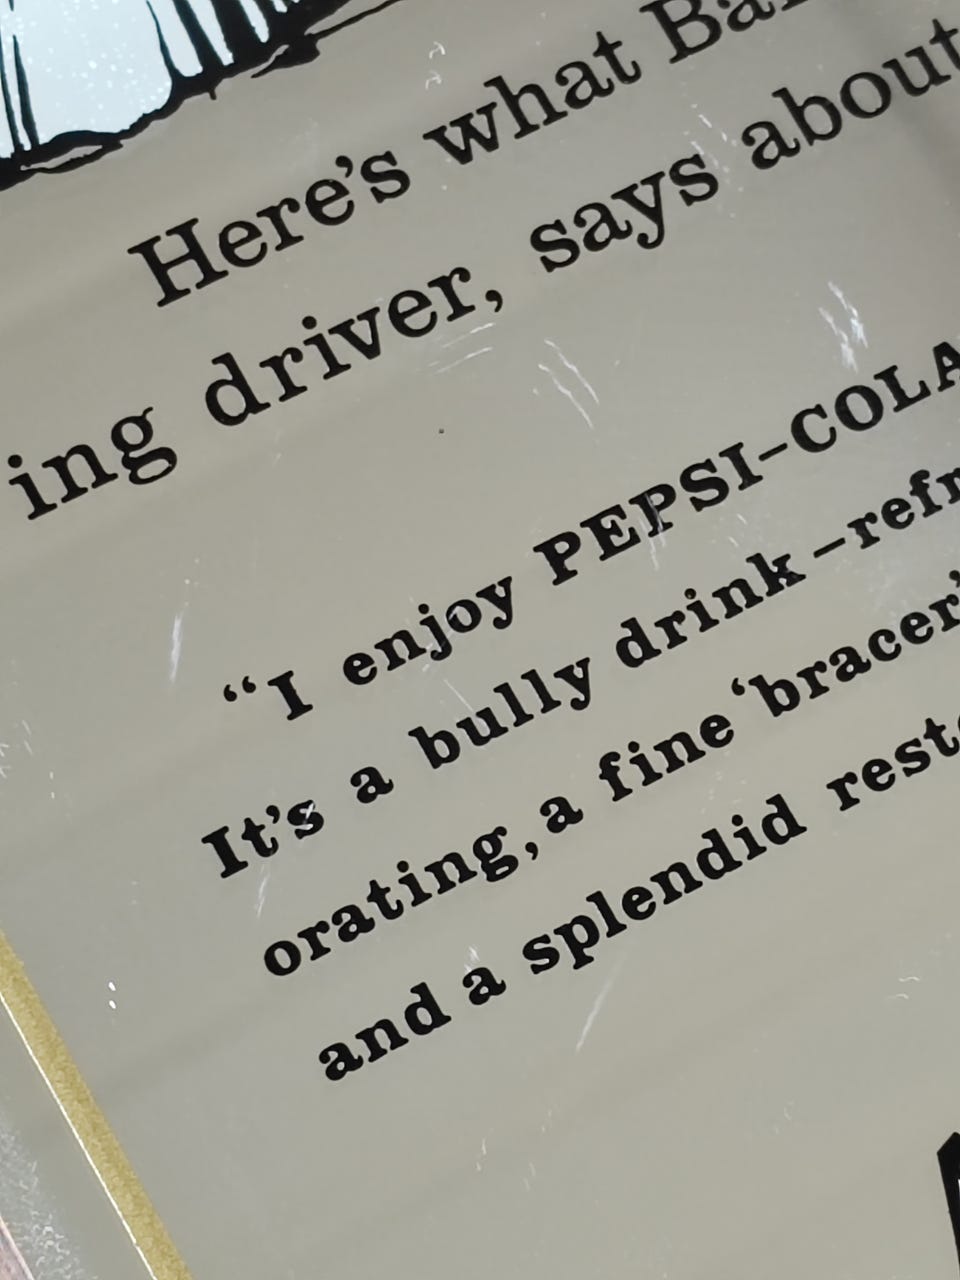 Here's what Ba
ing driver, says about
“I enjoy PEPSI-COLA
It's a bully drink – refr
orating, a fine ‘bracer’
and a splendid rest